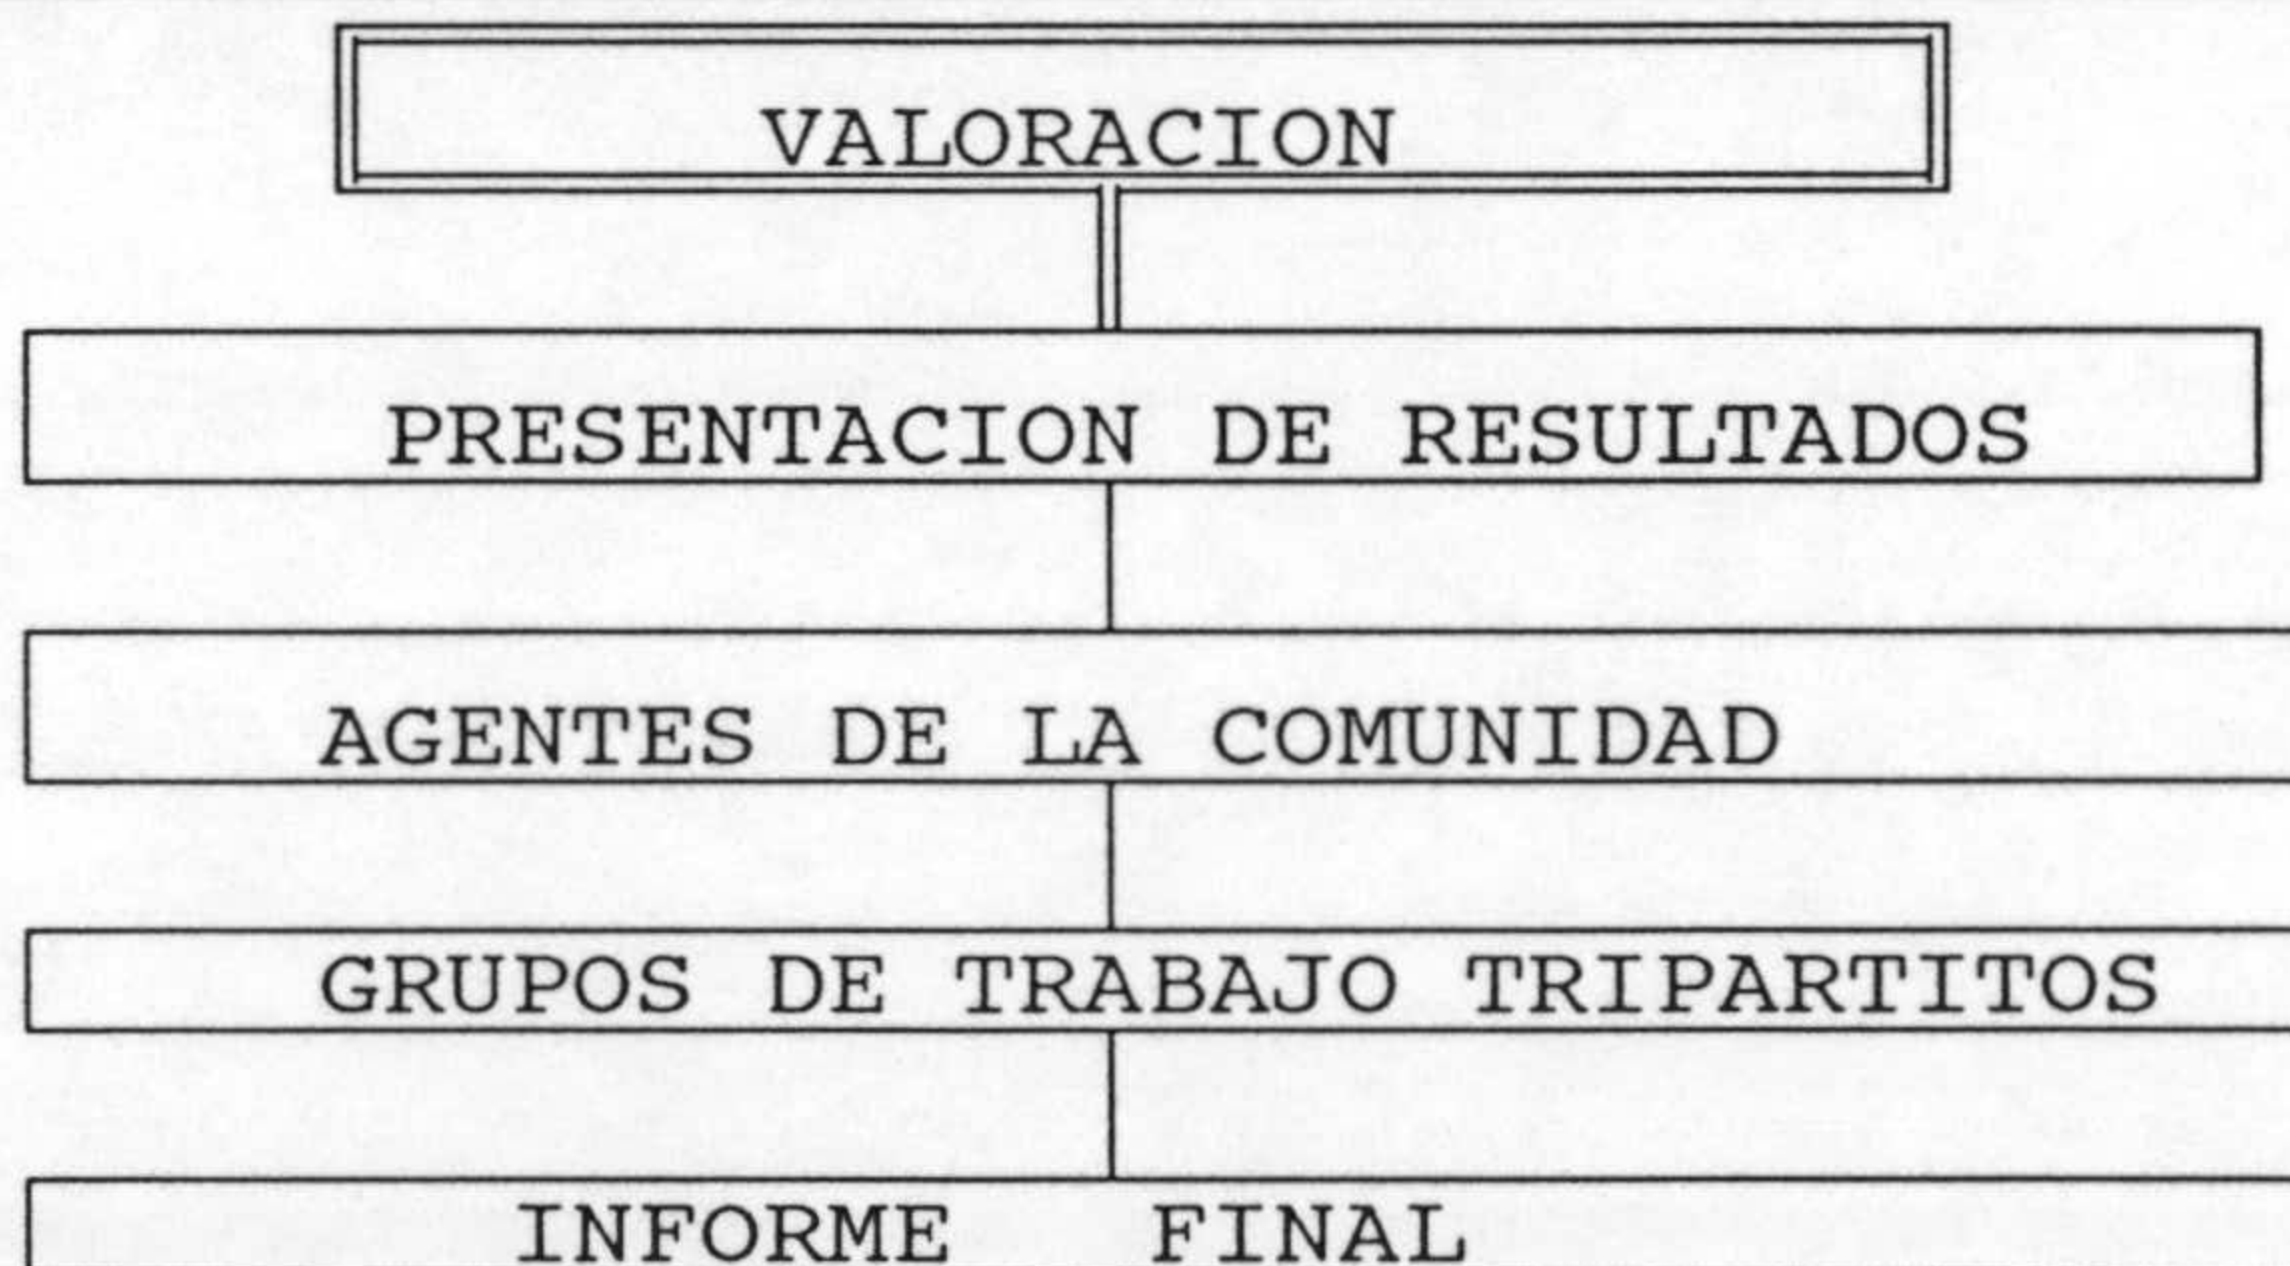 VALORACION
PRESENTACION DE RESULTADOS
AGENTES DE LA COMUNIDAD
GRUPOS DE TRABAJO TRIPARTITOS
INFORME FINAL